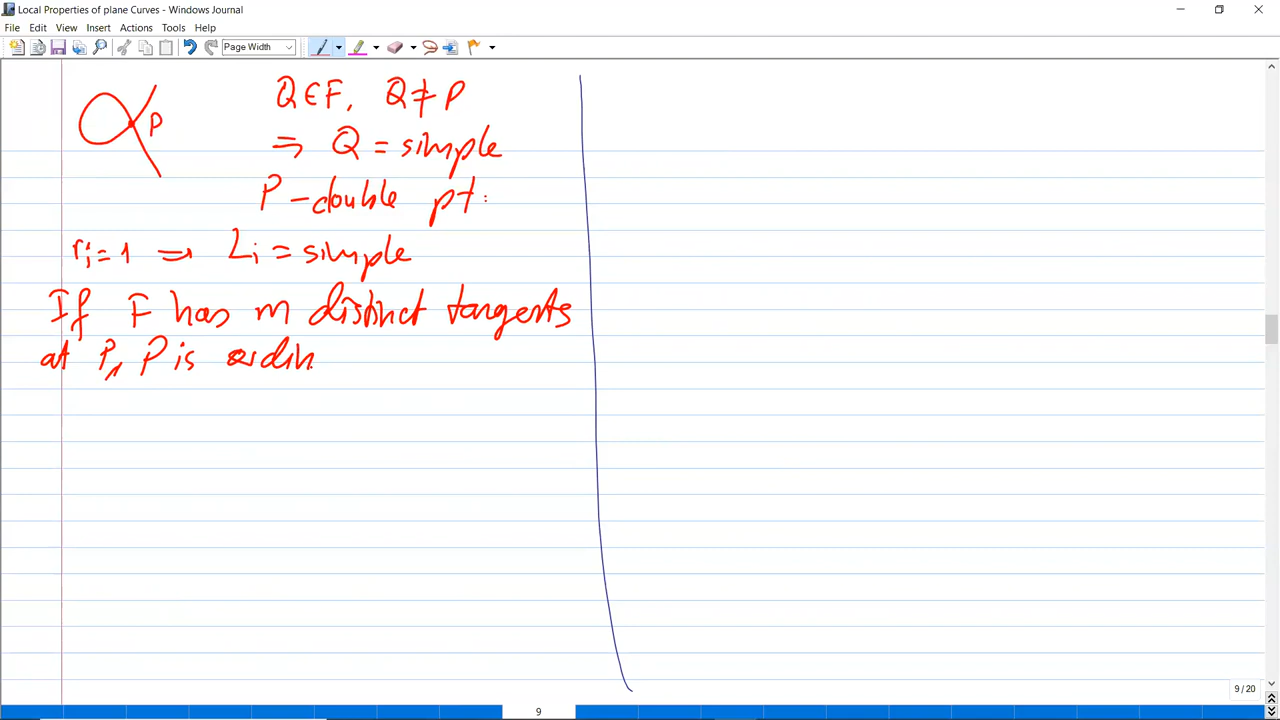 Local Properties of plane Curves - Windows Journal
File Edit View Insert Actions Tools Help
Page Width
P
Q∈F, Q≠P
⇒ Q = simple
P - double pt.
rᵢ = 1 ⇒ Lᵢ = simple
If F has m distinct tangents
at P, P is ordin
9 / 20
9